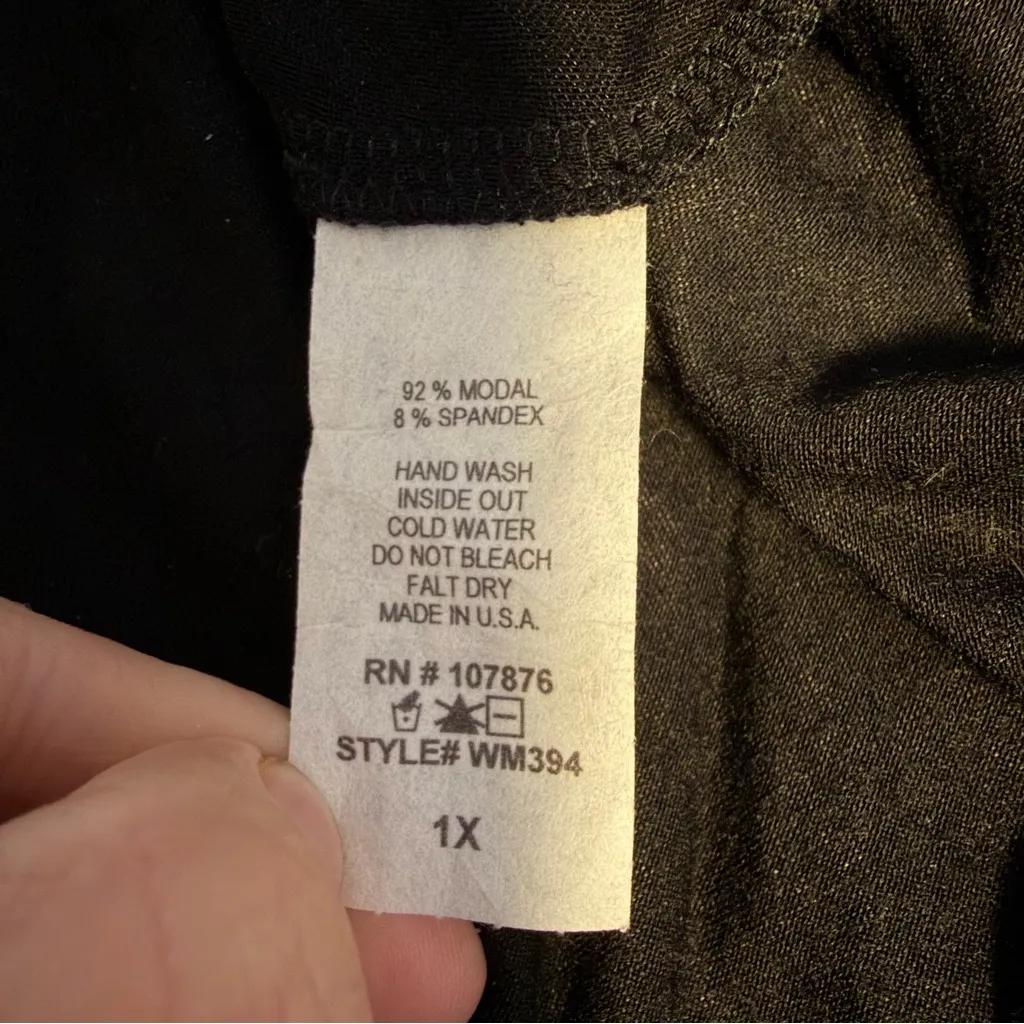 92 % MODAL
8 % SPANDEX
HAND WASH
INSIDE OUT
COLD WATER
DO NOT BLEACH
FALT DRY
MADE IN U.S.A.
RN # 107876
STYLE# WM394
1X